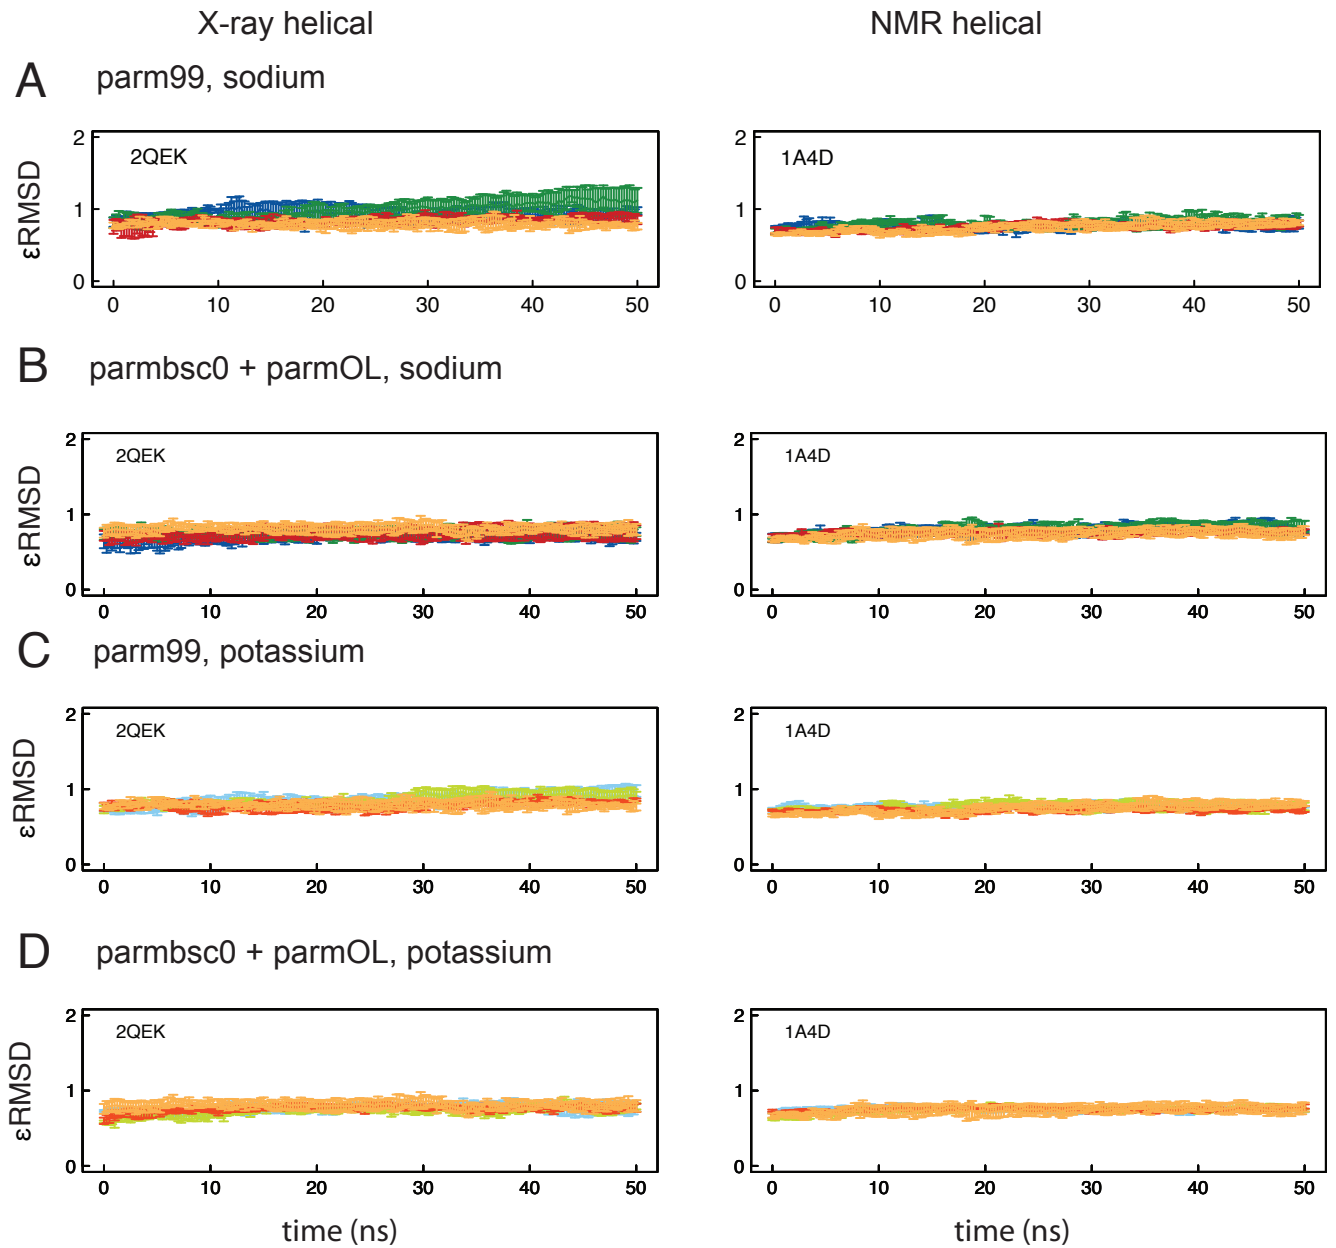 X-ray helical
NMR helical
A parm99, sodium
εRMSD
2
1
0
2QEK
0 10 20 30 40 50
2
1
0
1A4D
0 10 20 30 40 50
B parmbsc0 + parmOL, sodium
εRMSD
2
1
0
2QEK
0 10 20 30 40 50
2
1
0
1A4D
0 10 20 30 40 50
C parm99, potassium
εRMSD
2
1
0
2QEK
0 10 20 30 40 50
2
1
0
1A4D
0 10 20 30 40 50
D parmbsc0 + parmOL, potassium
εRMSD
2
1
0
2QEK
0 10 20 30 40 50
time (ns)
2
1
0
1A4D
0 10 20 30 40 50
time (ns)